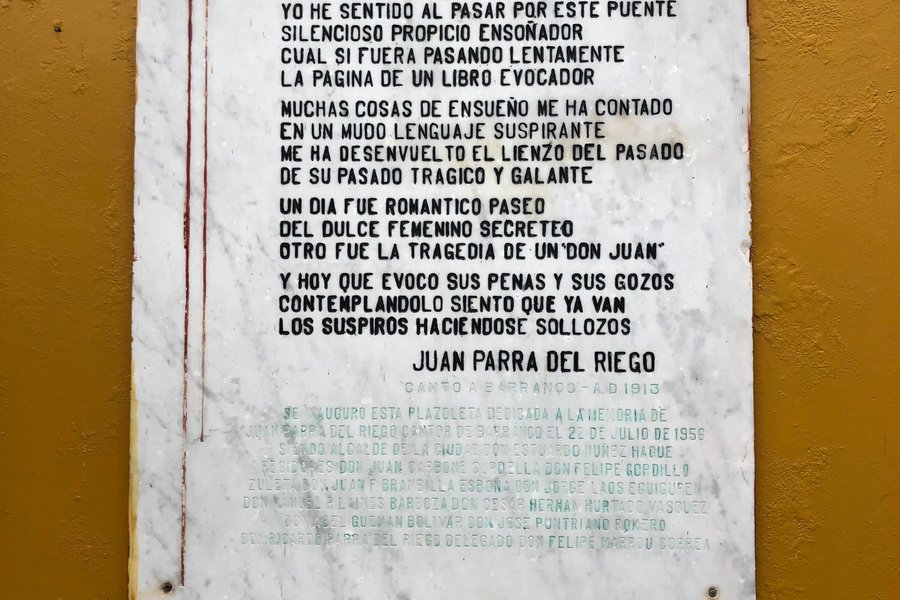 YO HE SENTIDO AL PASAR POR ESTE PUENTE
SILENCIOSO PROPICIO ENSOÑADOR
CUAL SI FUERA PASANDO LENTAMENTE
LA PAGINA DE UN LIBRO EVOCADOR
MUCHAS COSAS DE ENSUEÑO ME HA CONTADO
EN UN MUDO LENGUAJE SUSPIRANTE
ME HA DESENVUELTO EL LIENZO DEL PASADO
DE SU PASADO TRAGICO Y GALANTE
UN DIA FUE ROMANTICO PASEO
DEL DULCE FEMENINO SECRETEO
OTRO FUE LA TRAGEDIA DE UN "DON JUAN"
Y HOY QUE EVOCO SUS PENAS Y SUS GOZOS
CONTEMPLANDOLO SIENTO QUE YA VAN
LOS SUSPIROS HACIENDOSE SOLLOZOS
JUAN PARRA DEL RIEGO
CANTO A BARRANCO - A.D 1913
SE INAUGURO ESTA PLAZOLETA DEDICADA A LA MEMORIA DE
JUAN PARRA DEL RIEGO CANTOR DE BARRANCO EL 22 DE JULIO DE 1956
SIENDO ALCALDE DE LA CIUDAD DON ESTUARDO NUÑEZ HAGUE Y
REGIDORES DON JUAN CARBONE DON FELIPE GORDILLO
ZULETA DON JUAN F BRANSILLA ESBONA DON JORGE LAOS EGUIGUREN
DON MANUEL R LAINES BARBOZA DON CESAR HERNAN HURTADO VASQUEZ
DON ABEL GUZMAN BOLIVAR DON JOSE PUNTRIANO ROMERO
DON RICARDO PARRA DEL RIEGO DELEGADO DON FELIPE CORREA